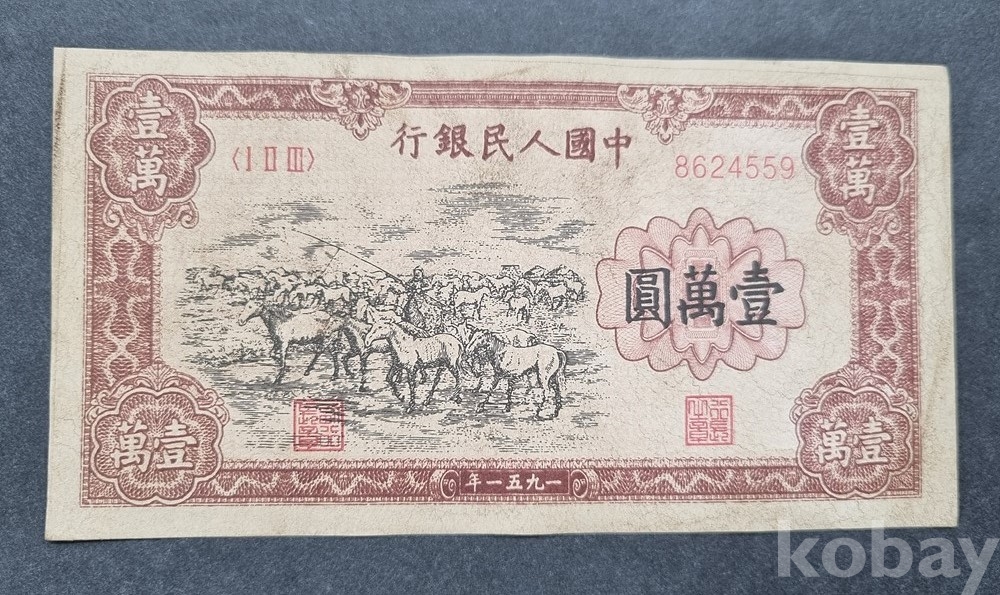 壹萬
壹萬
行銀民人國中
〈I II III〉
8624559
圓萬壹
年一五九一
萬壹
萬壹
kobay